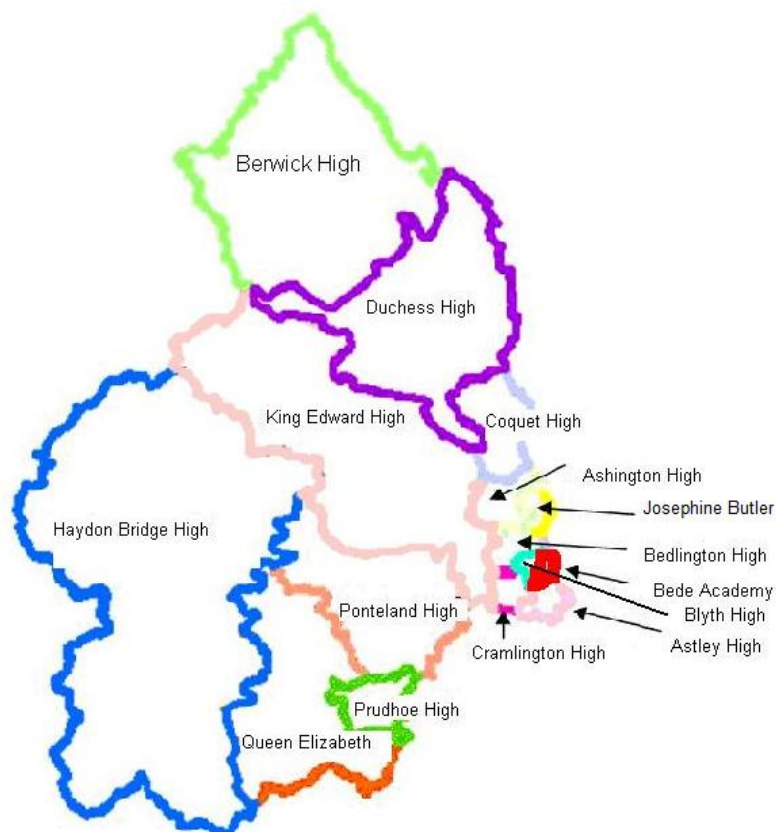 Berwick High
Duchess High
King Edward High
Coquet High
Ashington High
Josephine Butler
Haydon Bridge High
Bedlington High
Bede Academy
Ponteland High
Blyth High
Cramlington High
Astley High
Prudhoe High
Queen Elizabeth